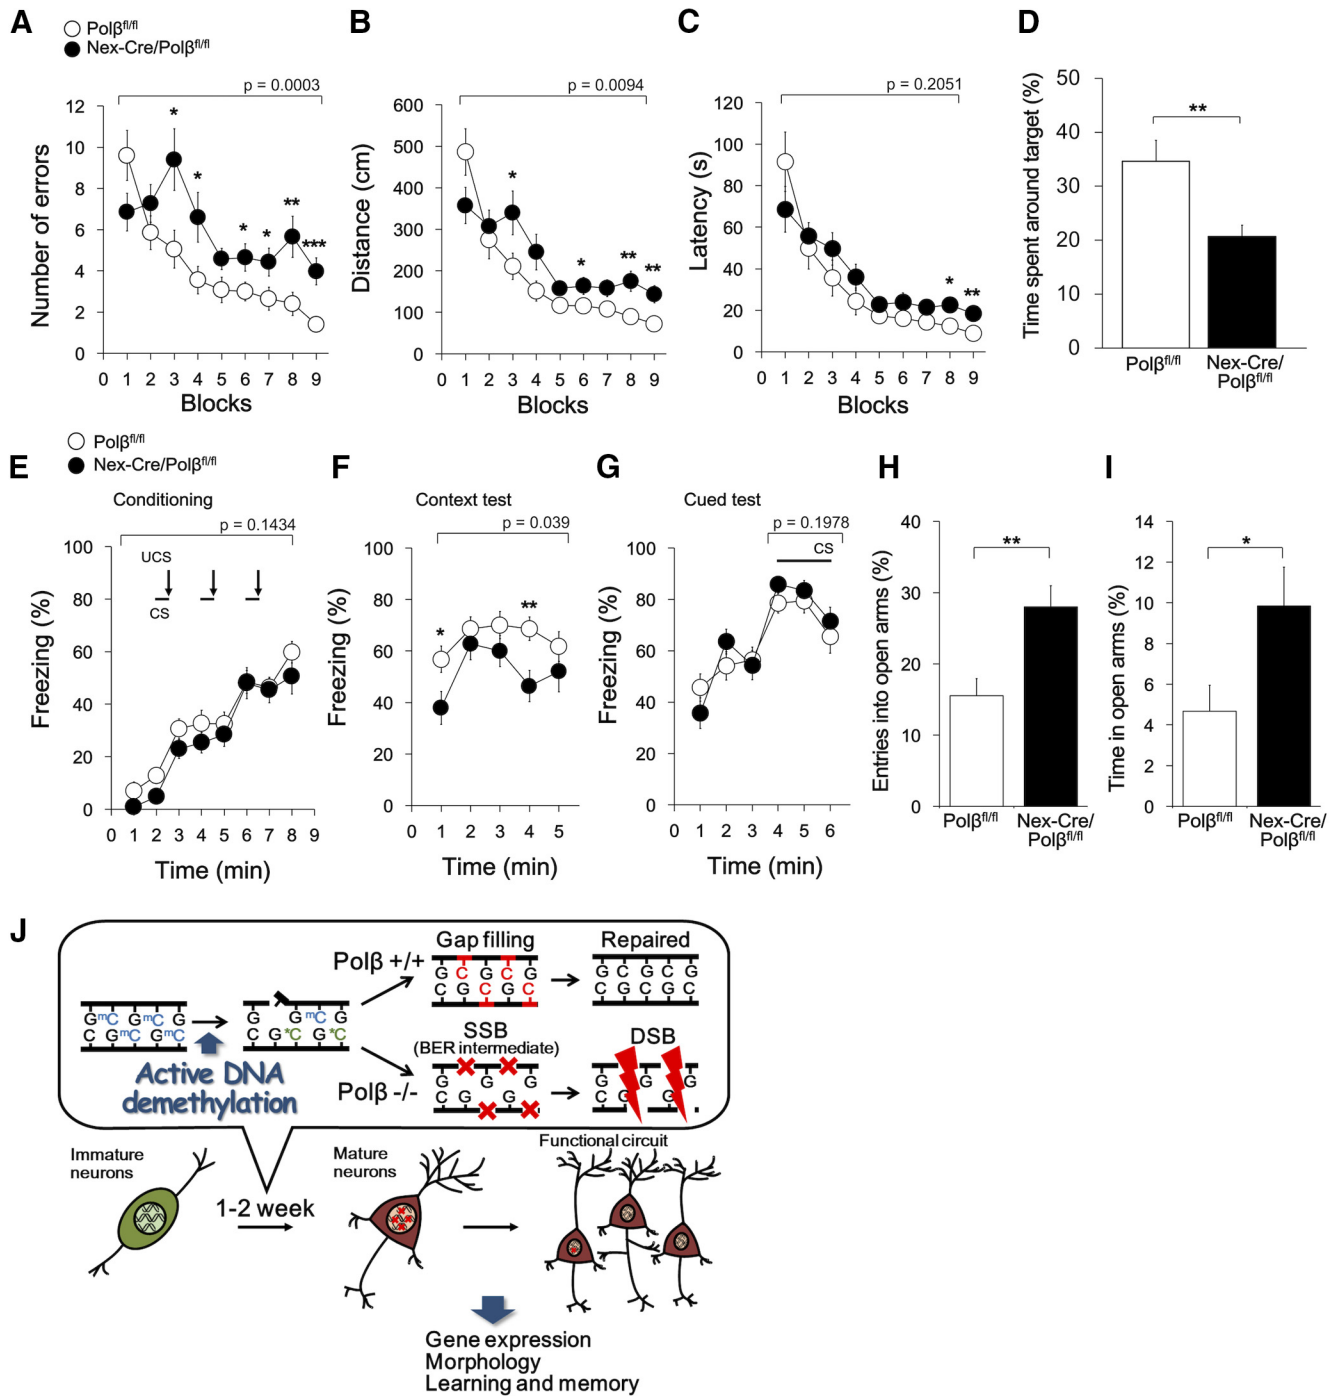 A
Polβfl/fl
Nex-Cre/Polβfl/fl
p = 0.0003
Number of errors
12
10
8
6
4
2
0
*
*
*
*
**
***
0 1 2 3 4 5 6 7 8 9
Blocks
B
p = 0.0094
Distance (cm)
600
500
400
300
200
100
0
*
*
**
**
0 1 2 3 4 5 6 7 8 9
Blocks
C
p = 0.2051
Latency (s)
120
100
80
60
40
20
0
*
**
0 1 2 3 4 5 6 7 8 9
Blocks
D
Time spent around target (%)
50
40
30
20
10
0
**
Polβfl/fl
Nex-Cre/
Polβfl/fl
Polβfl/fl
Nex-Cre/Polβfl/fl
E
Conditioning
p = 0.1434
UCS
CS
Freezing (%)
100
80
60
40
20
0
0 1 2 3 4 5 6 7 8 9
Time (min)
F
Context test
p = 0.039
Freezing (%)
100
80
60
40
20
0
*
**
0 1 2 3 4 5
Time (min)
G
Cued test
p = 0.1978
CS
Freezing (%)
100
80
60
40
20
0
0 1 2 3 4 5 6
Time (min)
H
Entries into open arms (%)
40
30
20
10
0
**
Polβfl/fl
Nex-Cre/
Polβfl/fl
I
Time in open arms (%)
14
12
10
8
6
4
2
0
*
Polβfl/fl
Nex-Cre/
Polβfl/fl
J
GmC GmC G
C GmC GmC
Active DNA
demethylation
G GmC G
C G*C G*C
Polβ +/+
Gap filling
G C G C G
C G C G C
Repaired
G C G C G
C G C G C
Polβ -/-
SSB
(BER intermediate)
G G G
C G G
DSB
G G G
C G G
Immature
neurons
1-2 week
Mature
neurons
Functional circuit
Gene expression
Morphology
Learning and memory